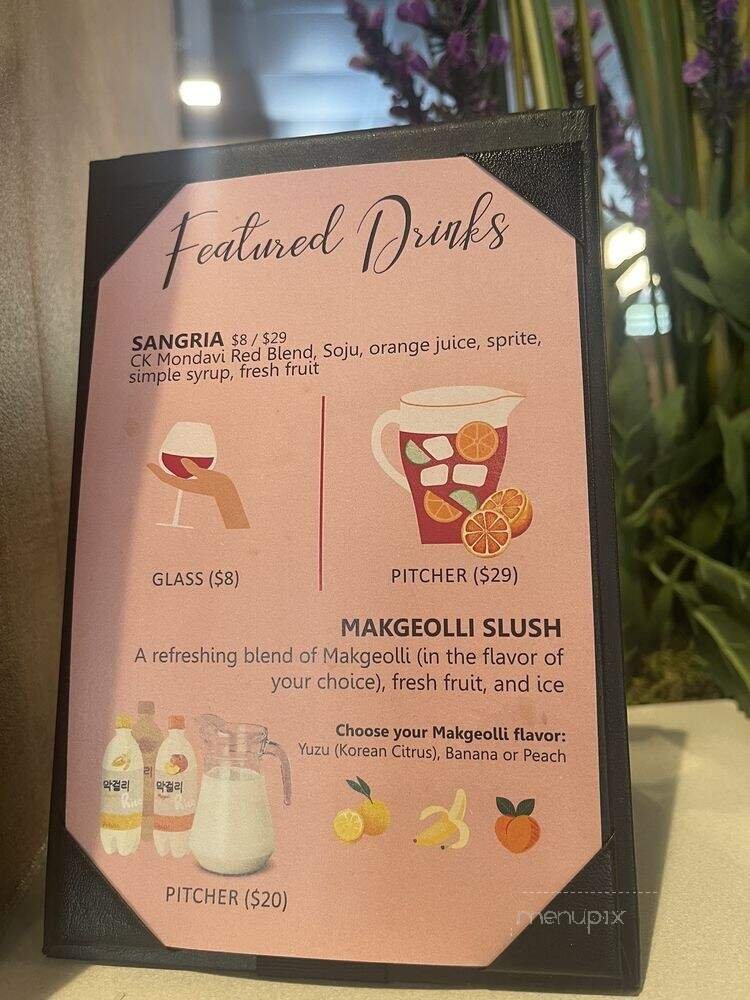 Featured Drinks
SANGRIA $8 / $29
CK Mondavi Red Blend, Soju, orange juice, sprite,
simple syrup, fresh fruit
GLASS ($8)
PITCHER ($29)
MAKGEOLLI SLUSH
A refreshing blend of Makgeolli (in the flavor of
your choice), fresh fruit, and ice
Choose your Makgeolli flavor:
Yuzu (Korean Citrus), Banana or Peach
막걸리
막걸리
PITCHER ($20)
menupix